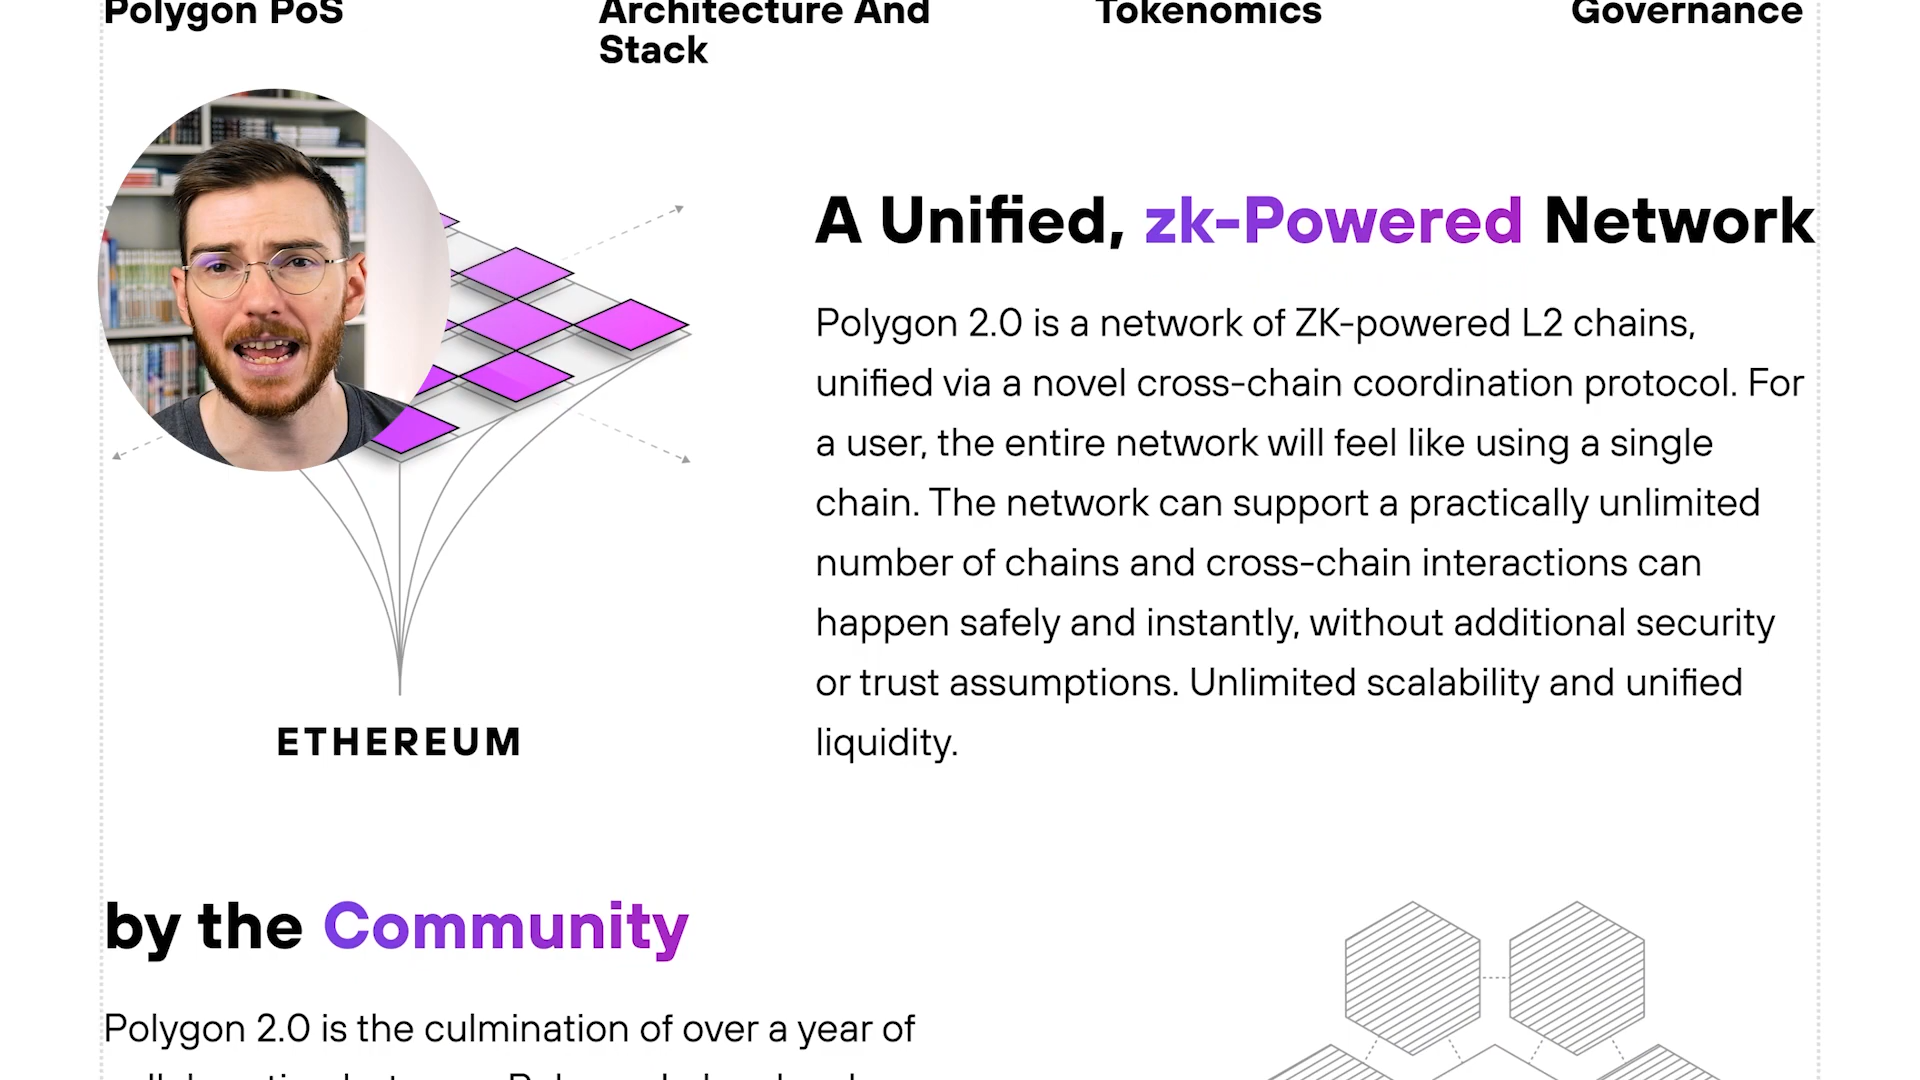 Polygon PoS
Architecture And
Stack
Tokenomics
Governance
A Unified, zk-Powered Network
Polygon 2.0 is a network of ZK-powered L2 chains,
unified via a novel cross-chain coordination protocol. For
a user, the entire network will feel like using a single
chain. The network can support a practically unlimited
number of chains and cross-chain interactions can
happen safely and instantly, without additional security
or trust assumptions. Unlimited scalability and unified
liquidity.
ETHEREUM
by the Community
Polygon 2.0 is the culmination of over a year of